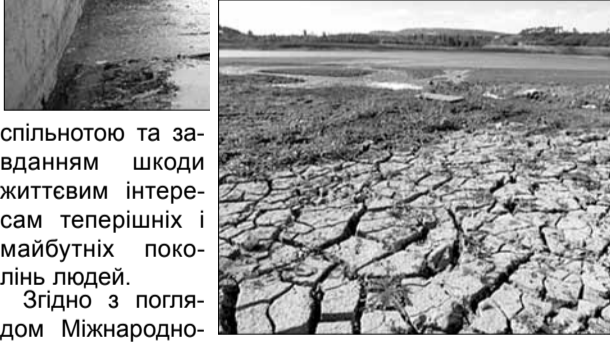 спільнотою та за-
вданням шкоди
життєвим інтере-
сам теперішніх і
майбутніх поко-
лінь людей.
Згідно з погля-
дом Міжнародно-